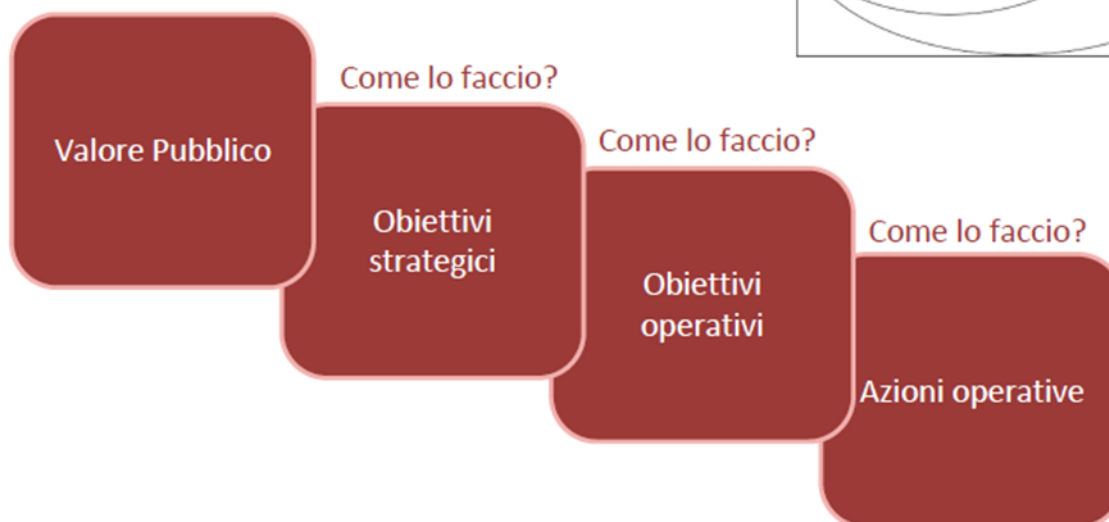 Valore Pubblico
Come lo faccio?
Obiettivi
strategici
Come lo faccio?
Obiettivi
operativi
Come lo faccio?
Azioni operative